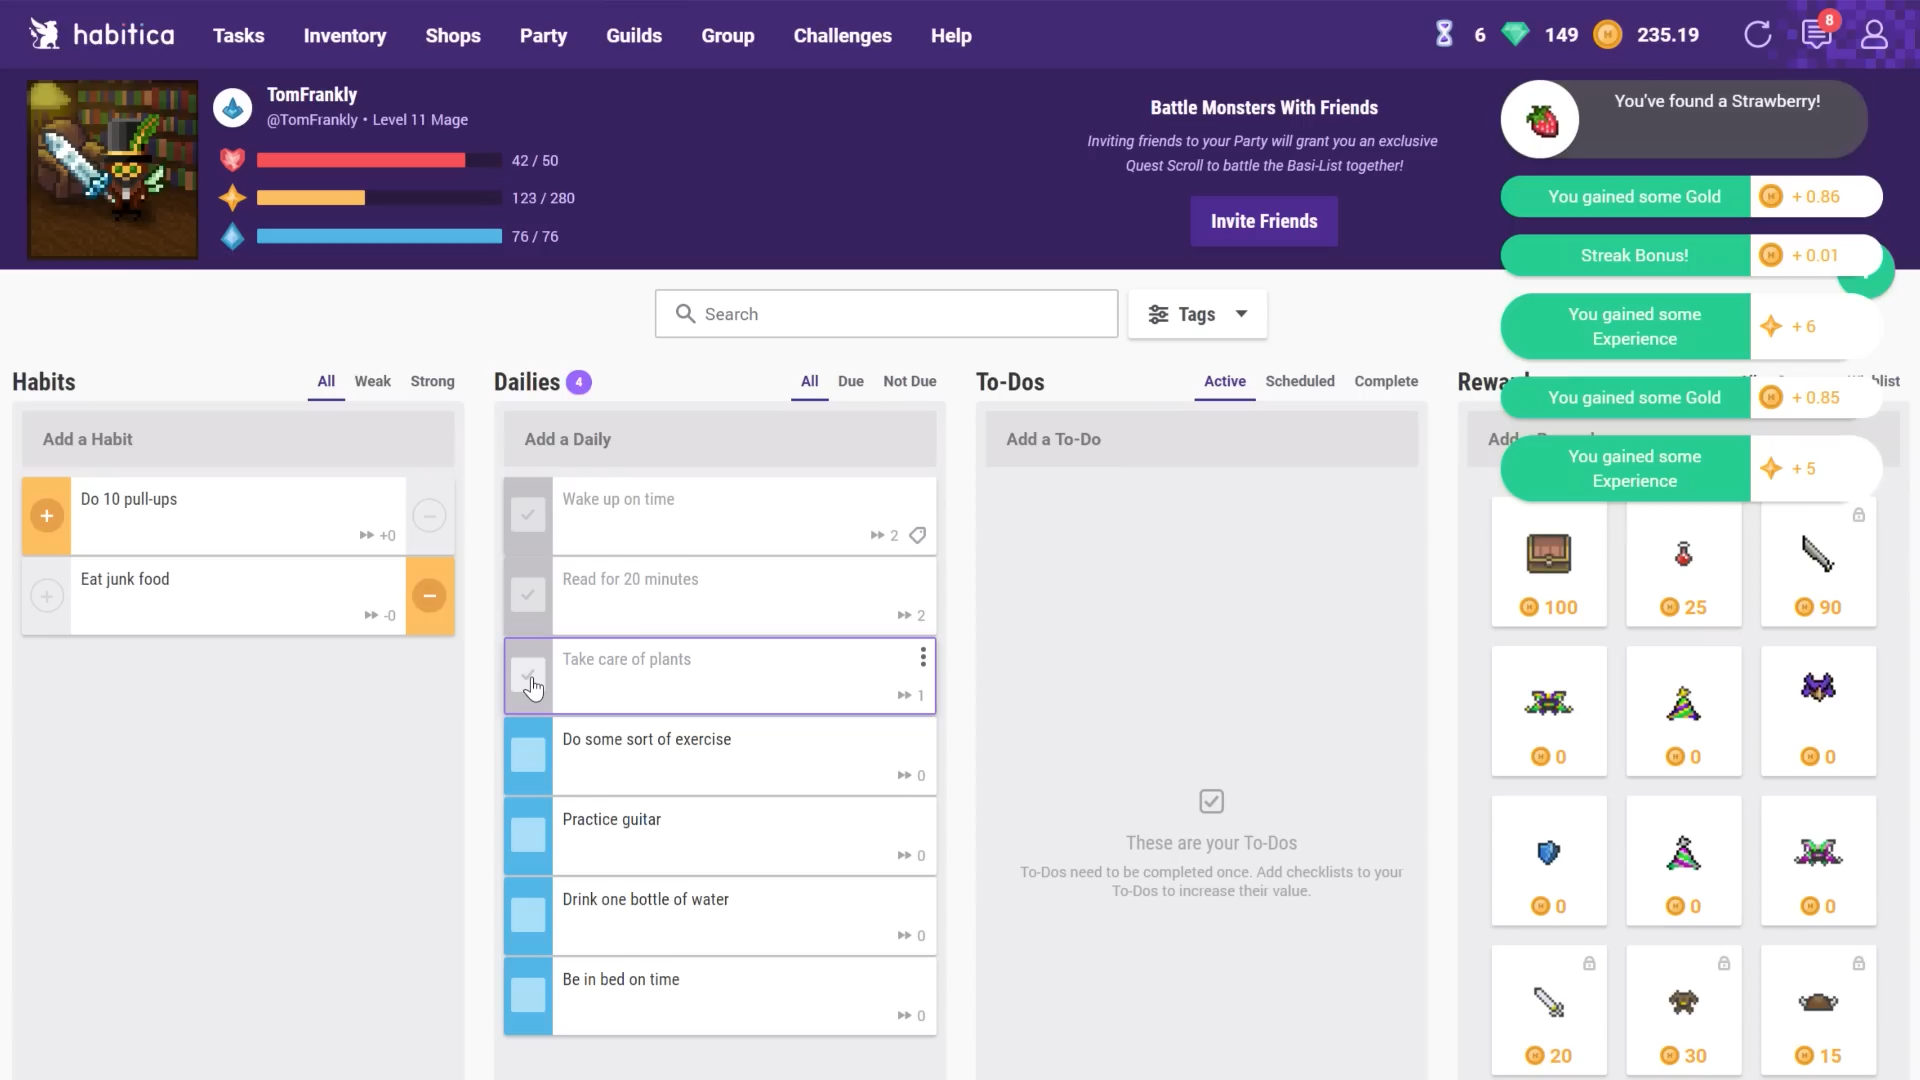 habitica
Tasks
Inventory
Shops
Party
Guilds
Group
Challenges
Help
6
149
235.19
8
TomFrankly
@TomFrankly • Level 11 Mage
42 / 50
123 / 280
76 / 76
Battle Monsters With Friends
Inviting friends to your Party will grant you an exclusive
Quest Scroll to battle the Basi-List together!
Invite Friends
You've found a Strawberry!
You gained some Gold
+ 0.86
Streak Bonus!
+ 0.01
You gained some
Experience
+ 6
You gained some Gold
+ 0.85
You gained some
Experience
+ 5
Search
Tags
Habits
All
Weak
Strong
Add a Habit
Do 10 pull-ups
+0
Eat junk food
-0
Dailies 4
All
Due
Not Due
Add a Daily
Wake up on time
2
Read for 20 minutes
2
Take care of plants
1
Do some sort of exercise
0
Practice guitar
0
Drink one bottle of water
0
Be in bed on time
0
To-Dos
Active
Scheduled
Complete
Add a To-Do
These are your To-Dos
To-Dos need to be completed once. Add checklists to your
To-Dos to increase their value.
100
25
90
0
0
0
0
0
0
20
30
15